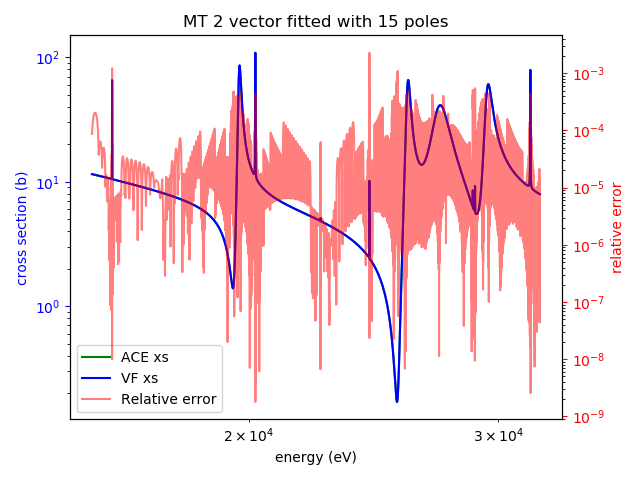 MT 2 vector fitted with 15 poles
cross section (b)
10²
10¹
10⁰
10⁻³
10⁻⁴
10⁻⁵
10⁻⁶
10⁻⁷
10⁻⁸
10⁻⁹
relative error
ACE xs
VF xs
Relative error
2 × 10⁴
3 × 10⁴
energy (eV)